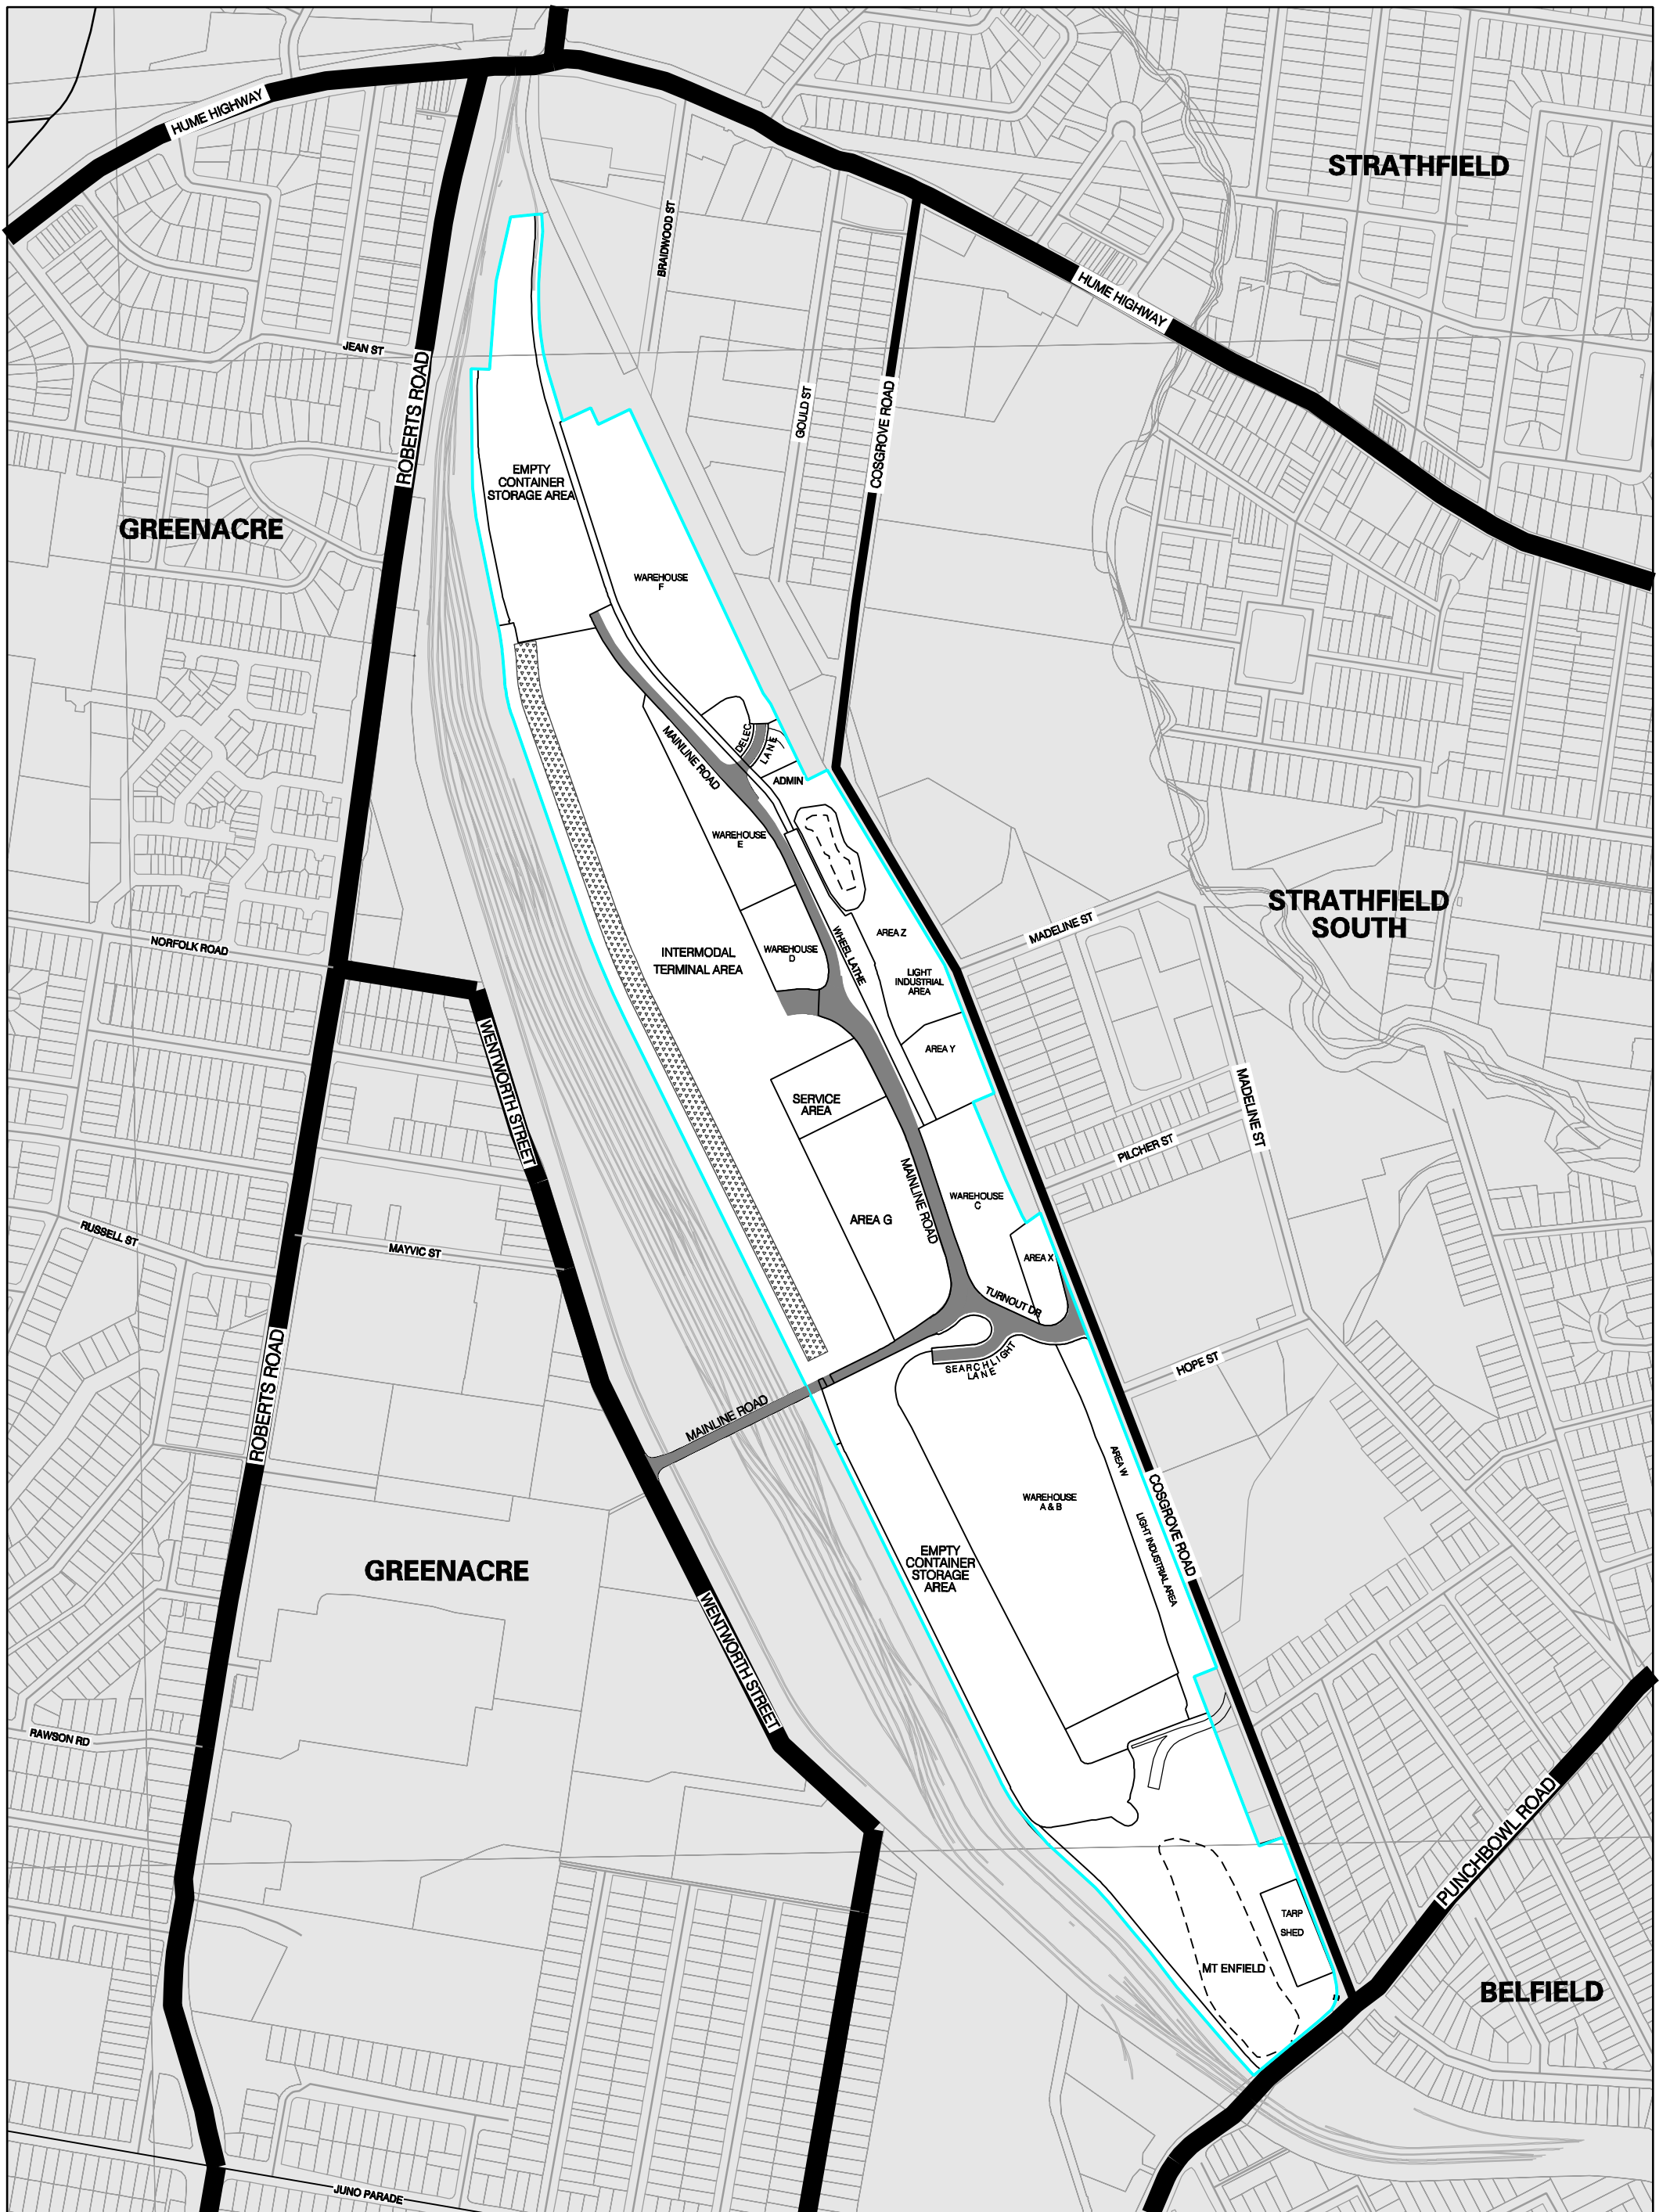 HUME HIGHWAY
STRATHFIELD
BRAIDWOOD ST
HUME HIGHWAY
JEAN ST
ROBERTS ROAD
GOULD ST
COSGROVE ROAD
EMPTY
CONTAINER
STORAGE AREA
GREENACRE
WAREHOUSE
F
MAINLINE ROAD
DELEC
LANE
ADMIN
WAREHOUSE
E
STRATHFIELD
SOUTH
MADELINE ST
NORFOLK ROAD
INTERMODAL
TERMINAL AREA
WAREHOUSE
D
WHEEL LATHE
AREA Z
LIGHT
INDUSTRIAL
AREA
WENTWORTH STREET
AREA Y
MADELINE ST
SERVICE
AREA
PILCHER ST
MAINLINE ROAD
WAREHOUSE
C
AREA G
RUSSELL ST
MAYVIC ST
AREA X
TURNOUT DR
ROBERTS ROAD
SEARCHLIGHT
LANE
HOPE ST
MAINLINE ROAD
AREA W
WAREHOUSE
A & B
COSGROVE ROAD
LIGHT INDUSTRIAL AREA
GREENACRE
EMPTY
CONTAINER
STORAGE
AREA
WENTWORTH STREET
RAWSON RD
PUNCHBOWL ROAD
TARP
SHED
MT ENFIELD
BELFIELD
JUNO PARADE